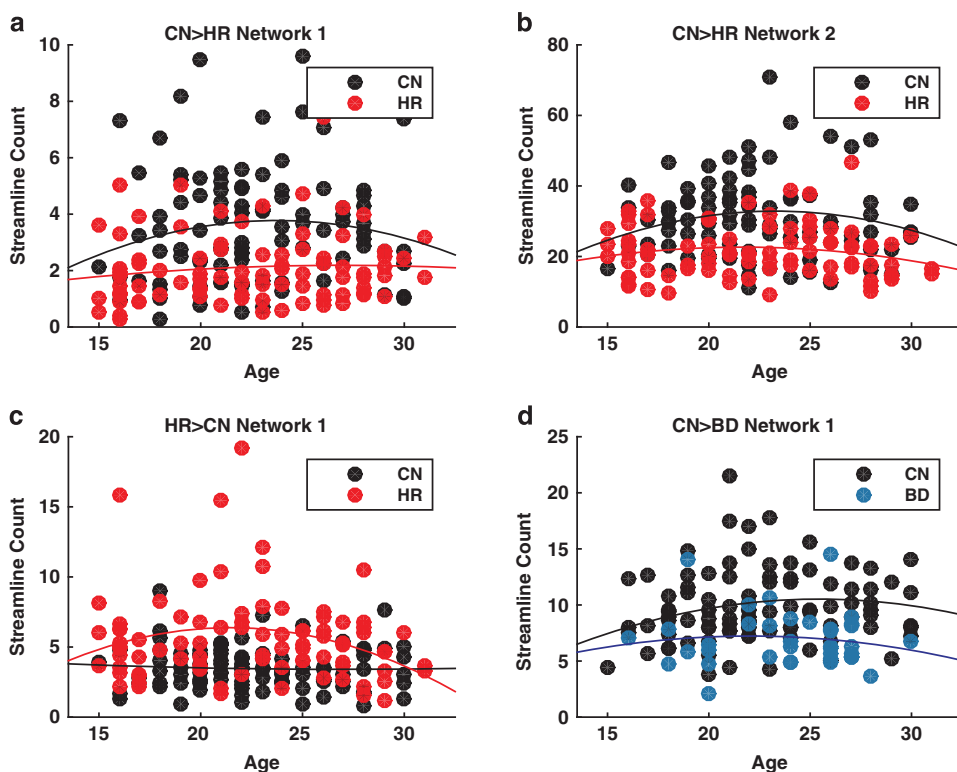 a
CN>HR Network 1
10
8
6
4
2
0
Streamline Count
CN
HR
15 20 25 30
Age
b
CN>HR Network 2
80
60
40
20
0
Streamline Count
CN
HR
15 20 25 30
Age
c
HR>CN Network 1
20
15
10
5
0
Streamline Count
CN
HR
15 20 25 30
Age
d
CN>BD Network 1
25
20
15
10
5
0
Streamline Count
CN
BD
15 20 25 30
Age